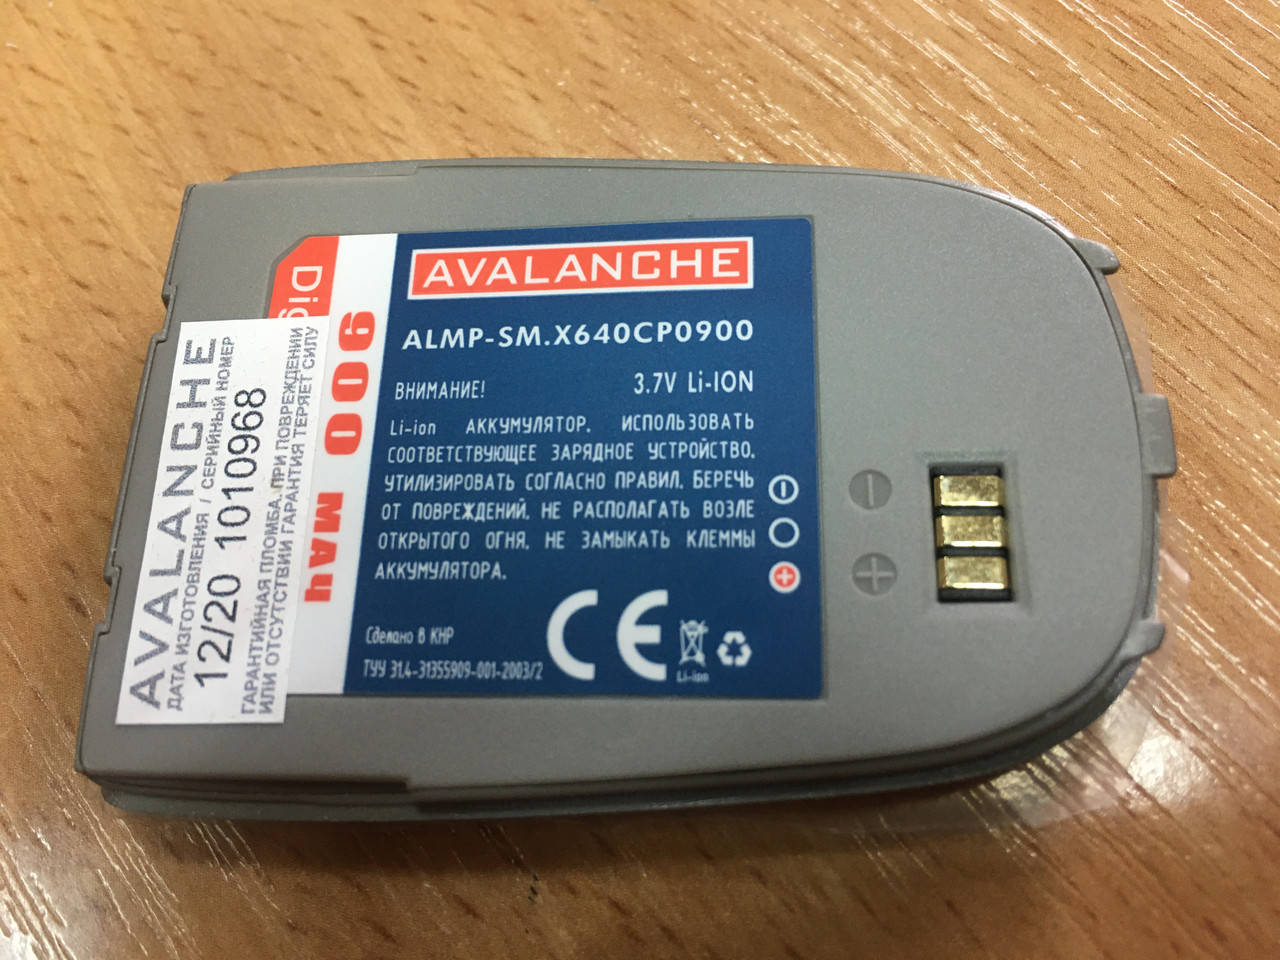 AVALANCHE
ALMP-SM.X640CP0900
ВНИМАНИЕ! 3.7V Li-ION
Li-ion АККУМУЛЯТОР. ИСПОЛЬЗОВАТЬ
СООТВЕТСТВУЮЩЕЕ ЗАРЯДНОЕ УСТРОЙСТВО.
УТИЛИЗИРОВАТЬ СОГЛАСНО ПРАВИЛ. БЕРЕЧЬ
ОТ ПОВРЕЖДЕНИЙ, НЕ РАСПОЛАГАТЬ ВОЗЛЕ
ОТКРЫТОГО ОГНЯ, НЕ ЗАМЫКАТЬ КЛЕММЫ
АККУМУЛЯТОРА.
Сделано в КНР
ТУУ 31.4-31355909-001-2003/2
CE
Li-ion
900 МАЧ
AVALANCHE
ДАТА ИЗГОТОВЛЕНИЯ / СЕРИЙНЫЙ НОМЕР
12/20 1010968
ГАРАНТИЙНАЯ ПЛОМБА. ПРИ ПОВРЕЖДЕНИИ
ИЛИ ОТСУТСТВИИ ГАРАНТИЯ ТЕРЯЕТ СИЛУ